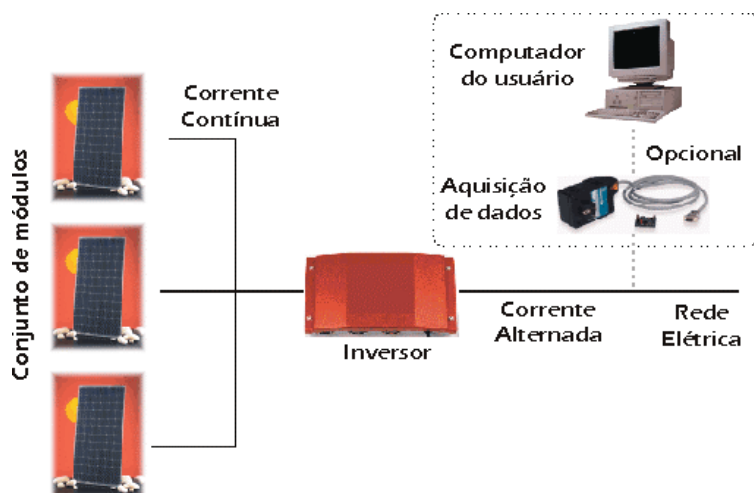 Conjunto de módulos
Corrente
Contínua
Computador
do usuário
Opcional
Aquisição
de dados
Inversor
Corrente
Alternada
Rede
Elétrica